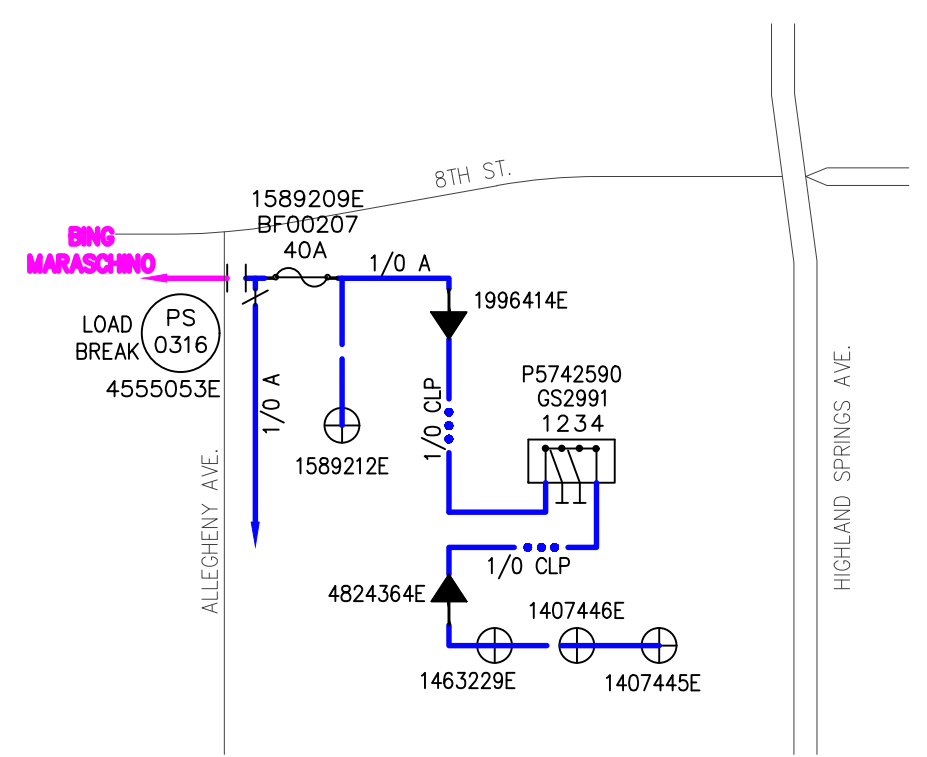 8TH ST.
1589209E
BF00207
40A
BING
MARASCHINO
1/0 A
1996414E
LOAD
BREAK
PS
0316
4555053E
1/0 A
1/0 CLP
P5742590
GS2991
1234
1589212E
ALLEGHENY AVE.
HIGHLAND SPRINGS AVE.
1/0 CLP
4824364E
1407446E
1463229E
1407445E